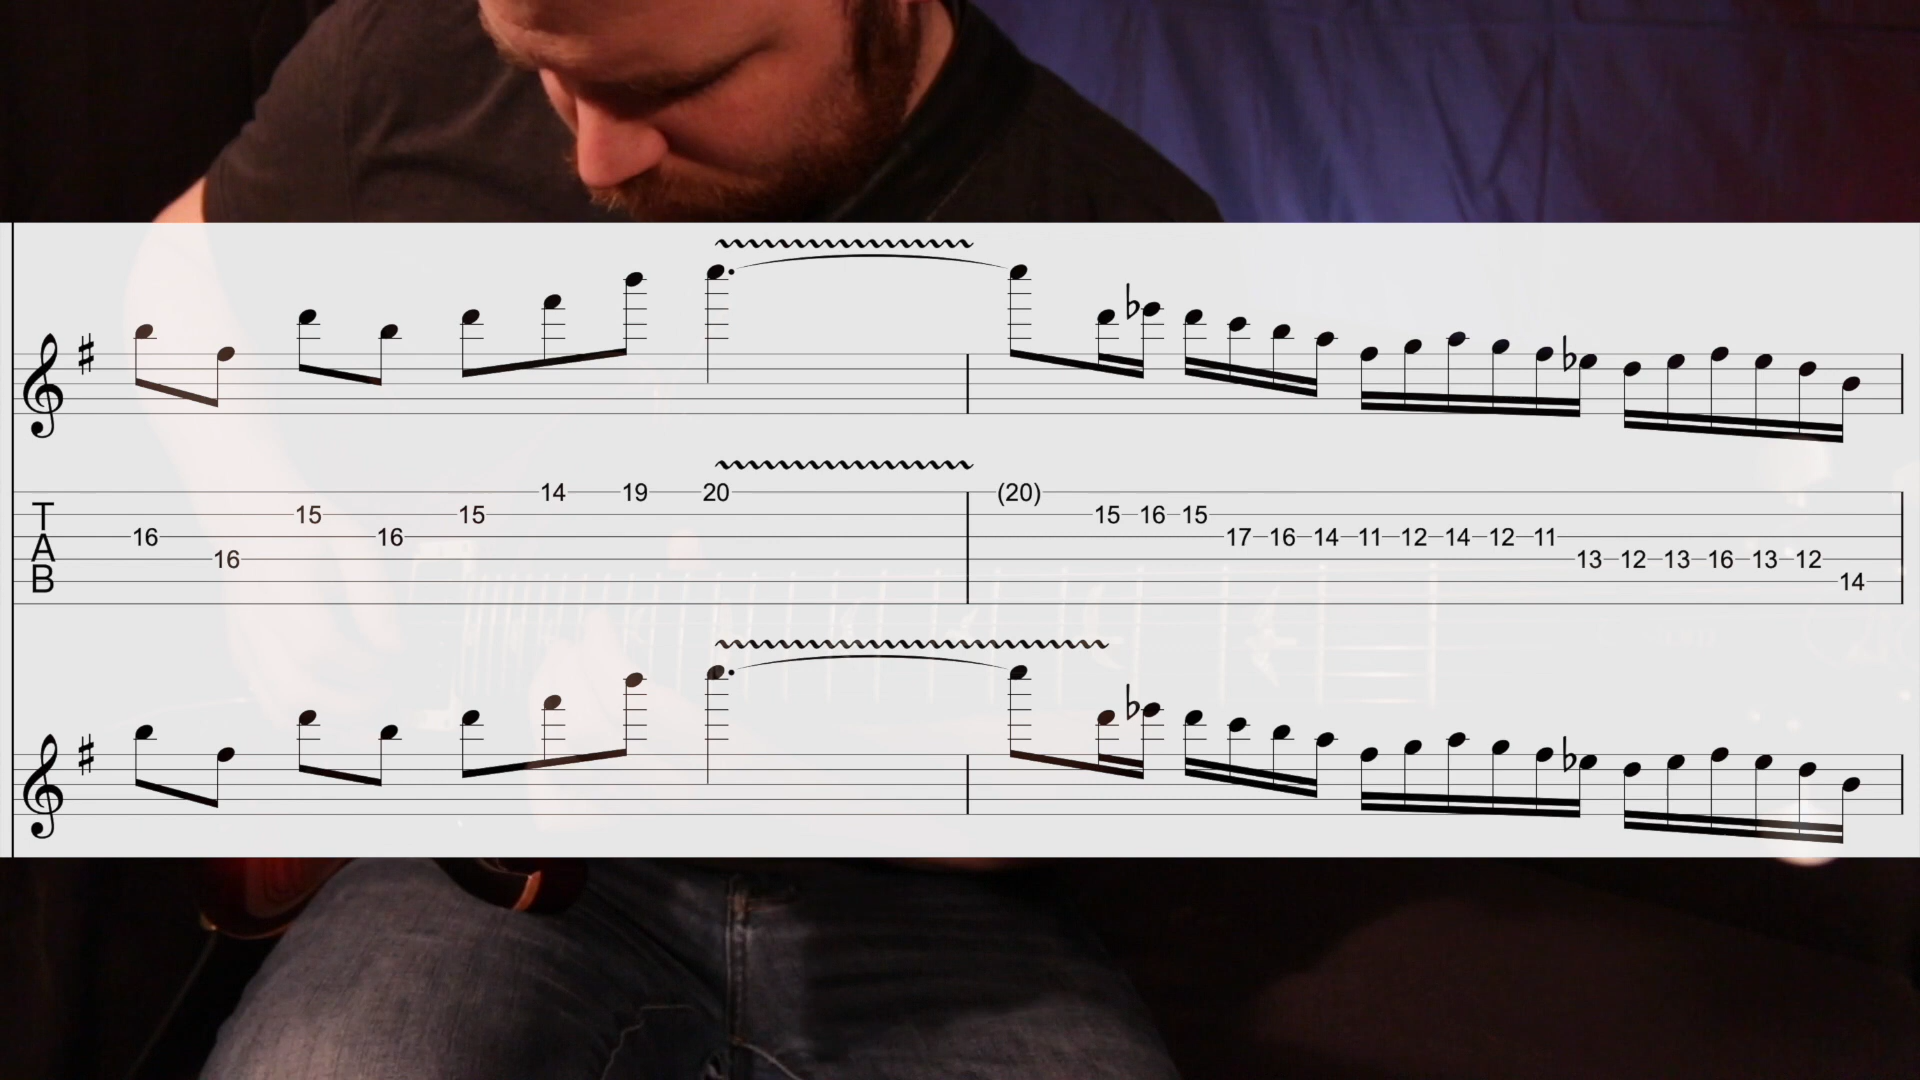 14 19 20 (20)
T 15 15 15 16 15
A 16 16 17 16 14 11 12 14 12 11
B 16 13 12 13 16 13 12
14